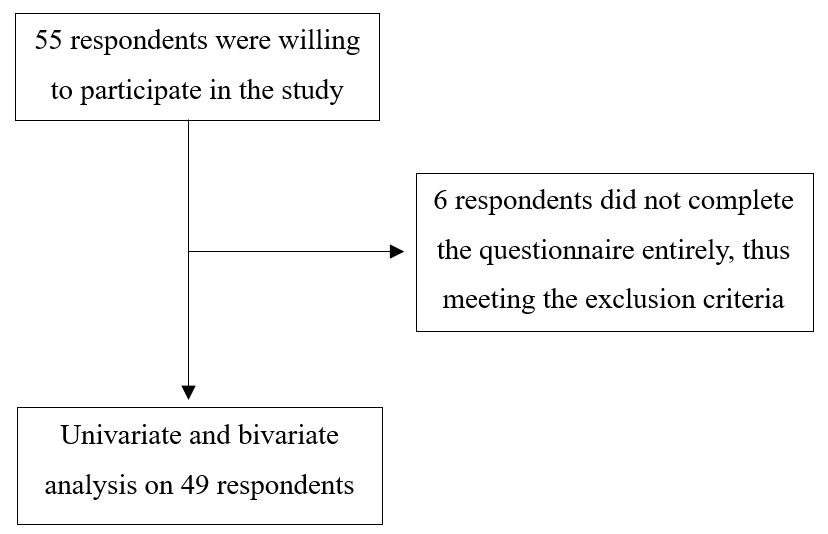 55 respondents were willing
to participate in the study
6 respondents did not complete
the questionnaire entirely, thus
meeting the exclusion criteria
Univariate and bivariate
analysis on 49 respondents